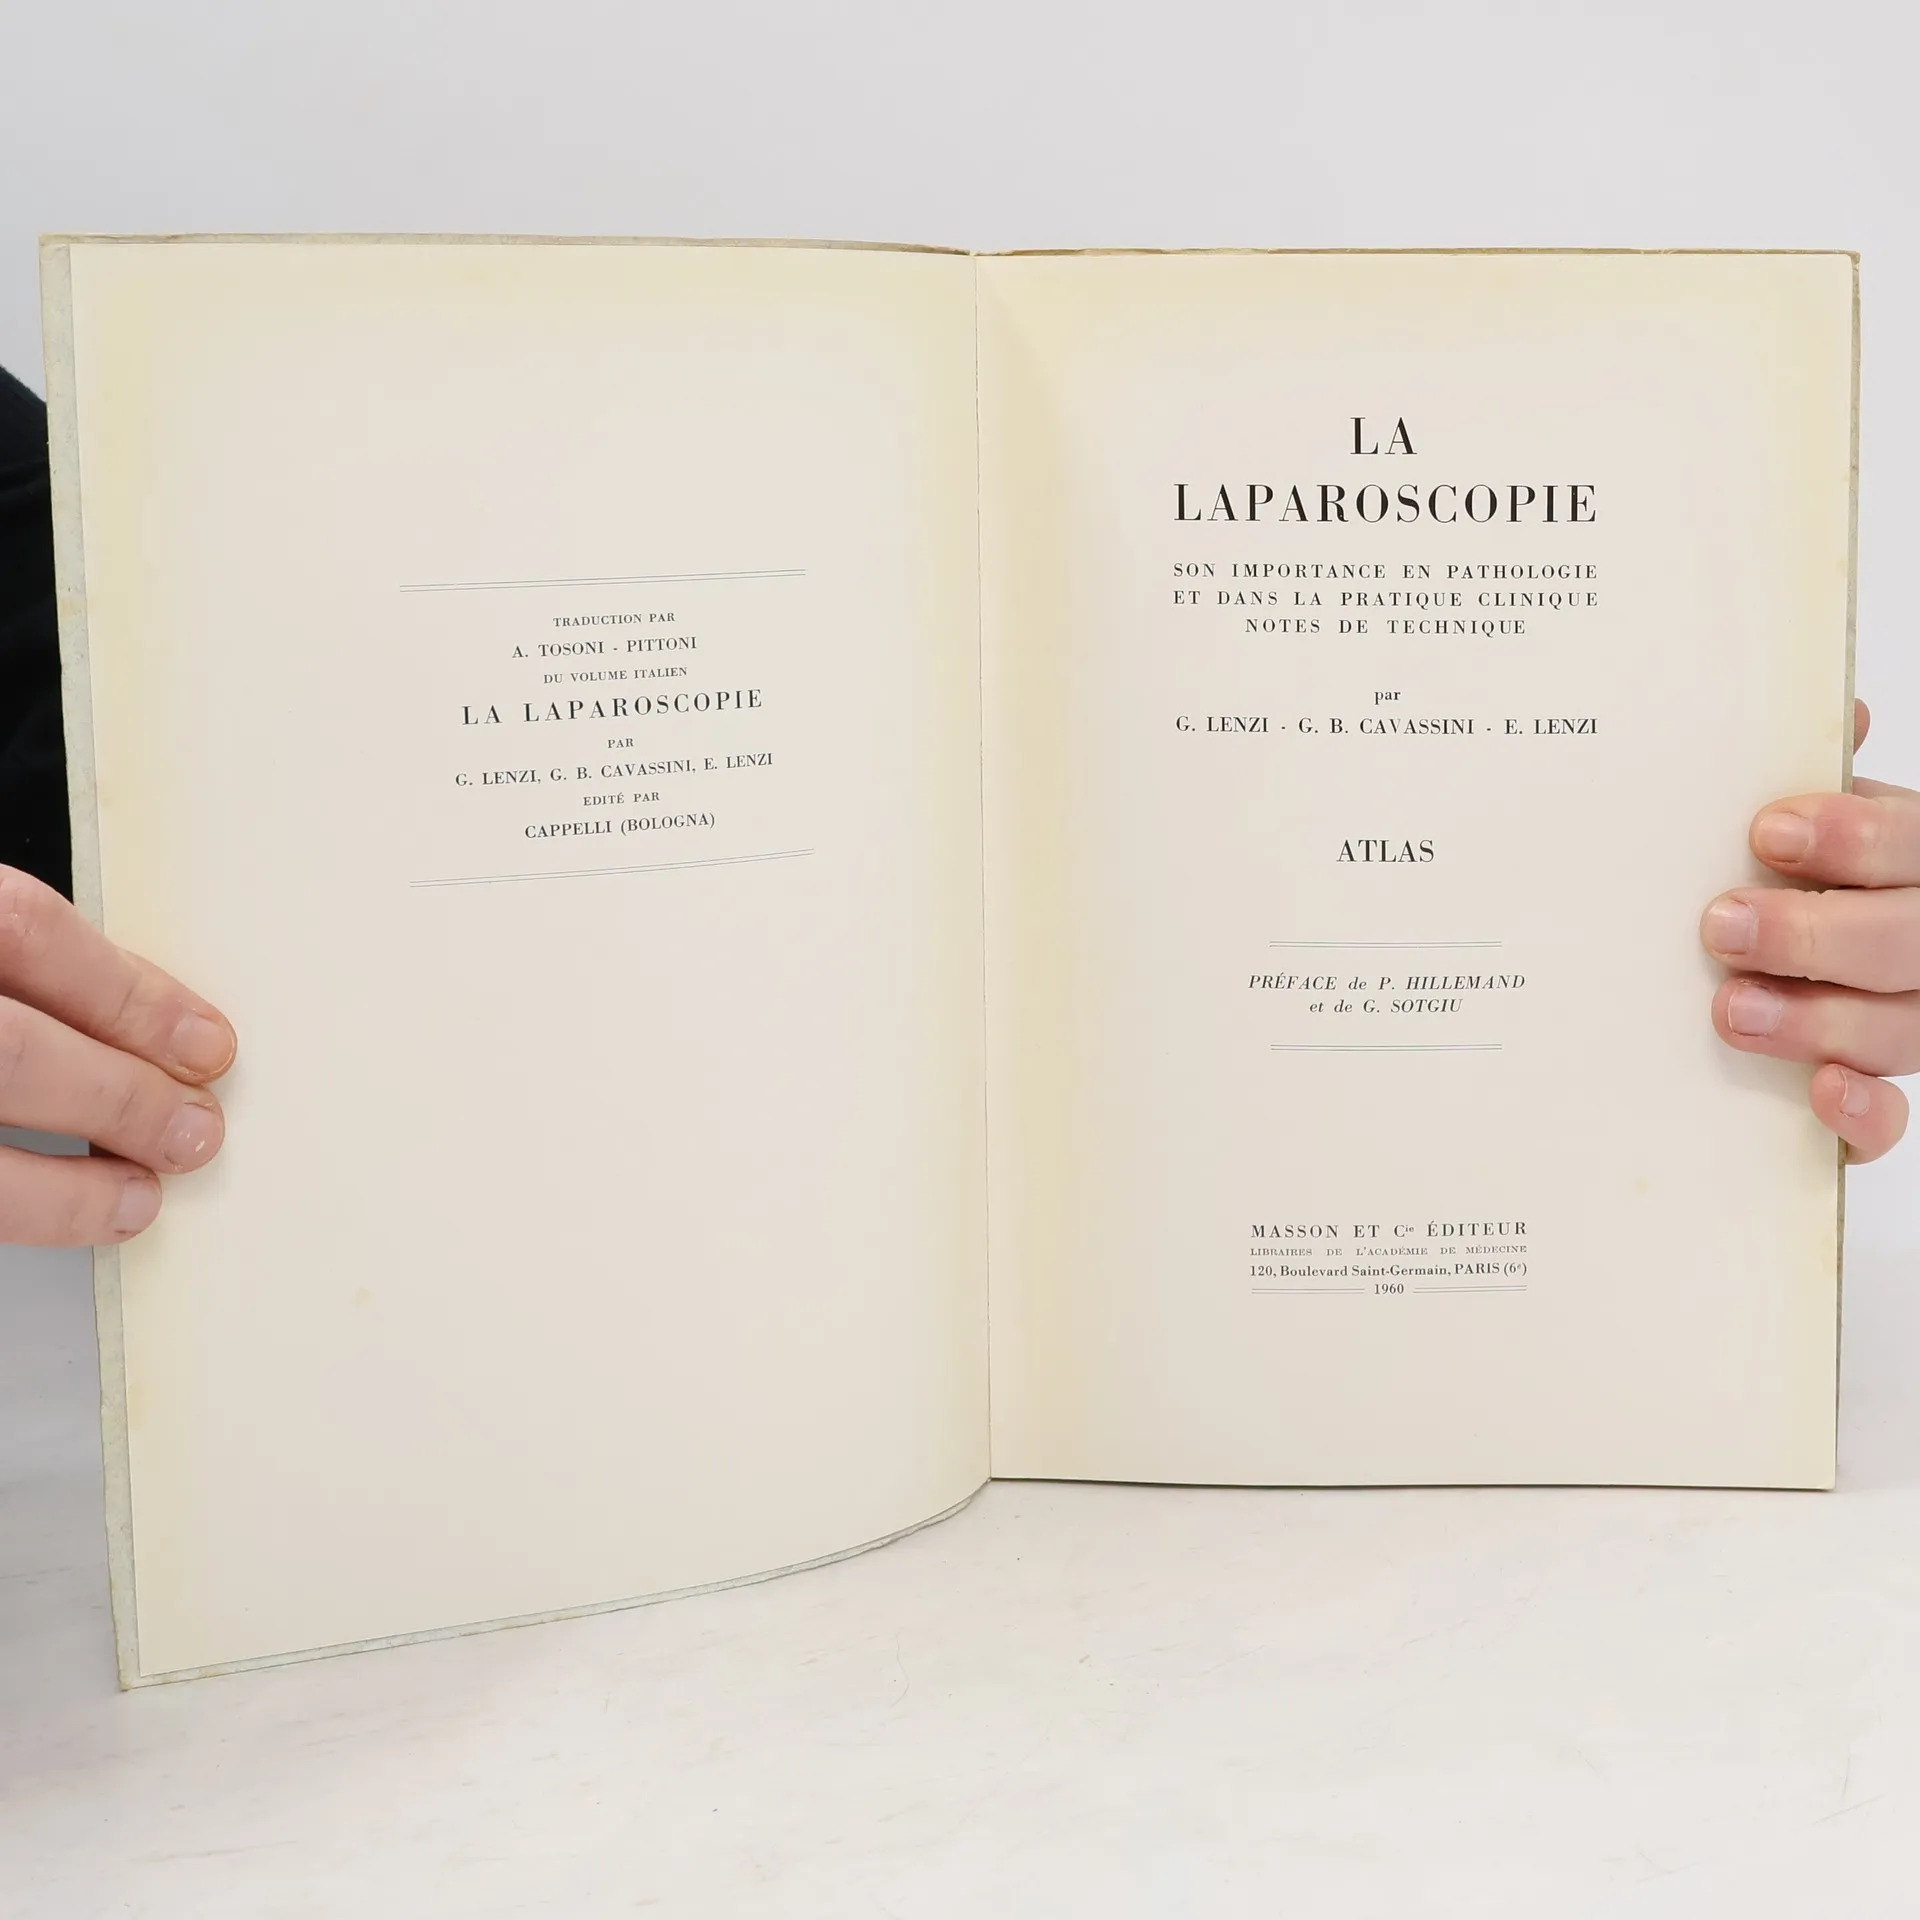 TRADUCTION PAR
A. TOSONI - PITTONI
DU VOLUME ITALIEN
LA LAPAROSCOPIE
PAR
G. LENZI, G. B. CAVASSINI, E. LENZI
EDITÉ PAR
CAPPELLI (BOLOGNA)
LA
LAPAROSCOPIE
SON IMPORTANCE EN PATHOLOGIE
ET DANS LA PRATIQUE CLINIQUE
NOTES DE TECHNIQUE
par
G. LENZI - G. B. CAVASSINI - E. LENZI
ATLAS
PRÉFACE de P. HILLEMAND
et de G. SOTGIU
MASSON ET Cⁱᵉ ÉDITEUR
LIBRAIRES DE L'ACADÉMIE DE MÉDECINE
120, Boulevard Saint-Germain, PARIS (6ᵉ)
1960